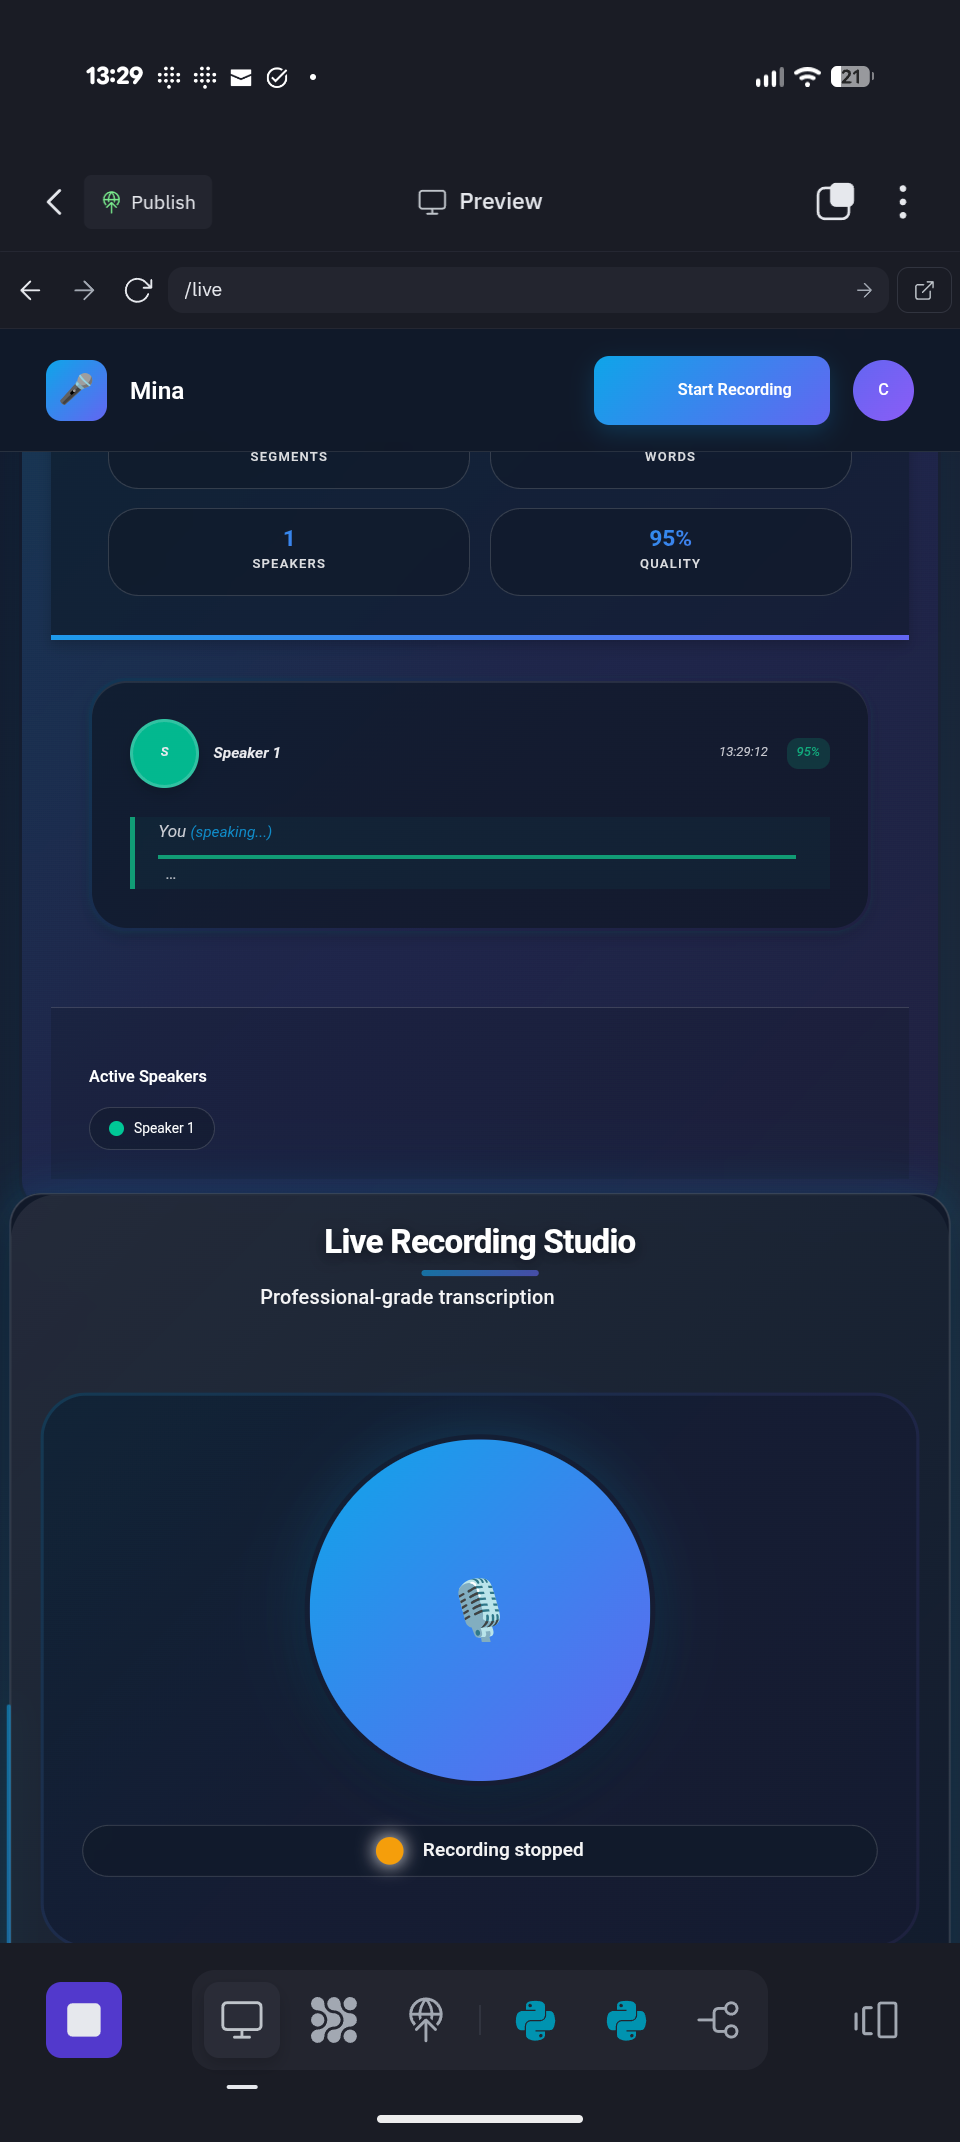 13:29
21
Publish
Preview
/live
Mina
Start Recording
C
SEGMENTS
WORDS
1
SPEAKERS
95%
QUALITY
S
Speaker 1
13:29:12
95%
You (speaking...)
...
Active Speakers
Speaker 1
Live Recording Studio
Professional-grade transcription
Recording stopped